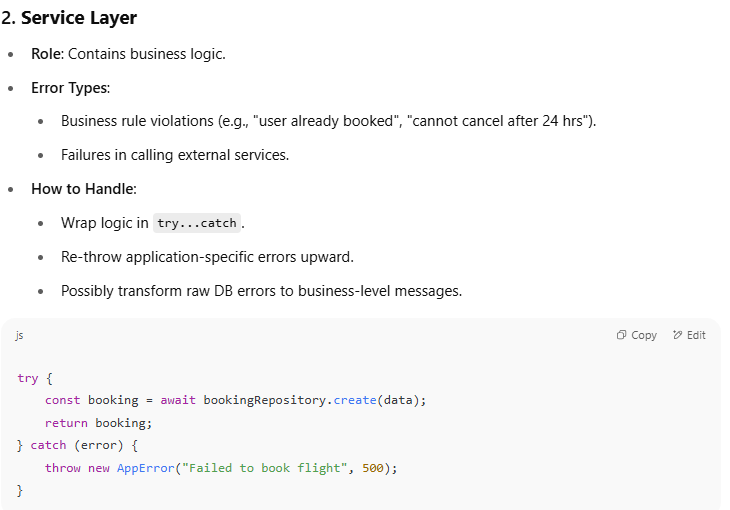 2. Service Layer
• Role: Contains business logic.
• Error Types:
• Business rule violations (e.g., "user already booked", "cannot cancel after 24 hrs").
• Failures in calling external services.
• How to Handle:
• Wrap logic in try...catch.
• Re-throw application-specific errors upward.
• Possibly transform raw DB errors to business-level messages.
js Copy Edit
try {
    const booking = await bookingRepository.create(data);
    return booking;
} catch (error) {
    throw new AppError("Failed to book flight", 500);
}